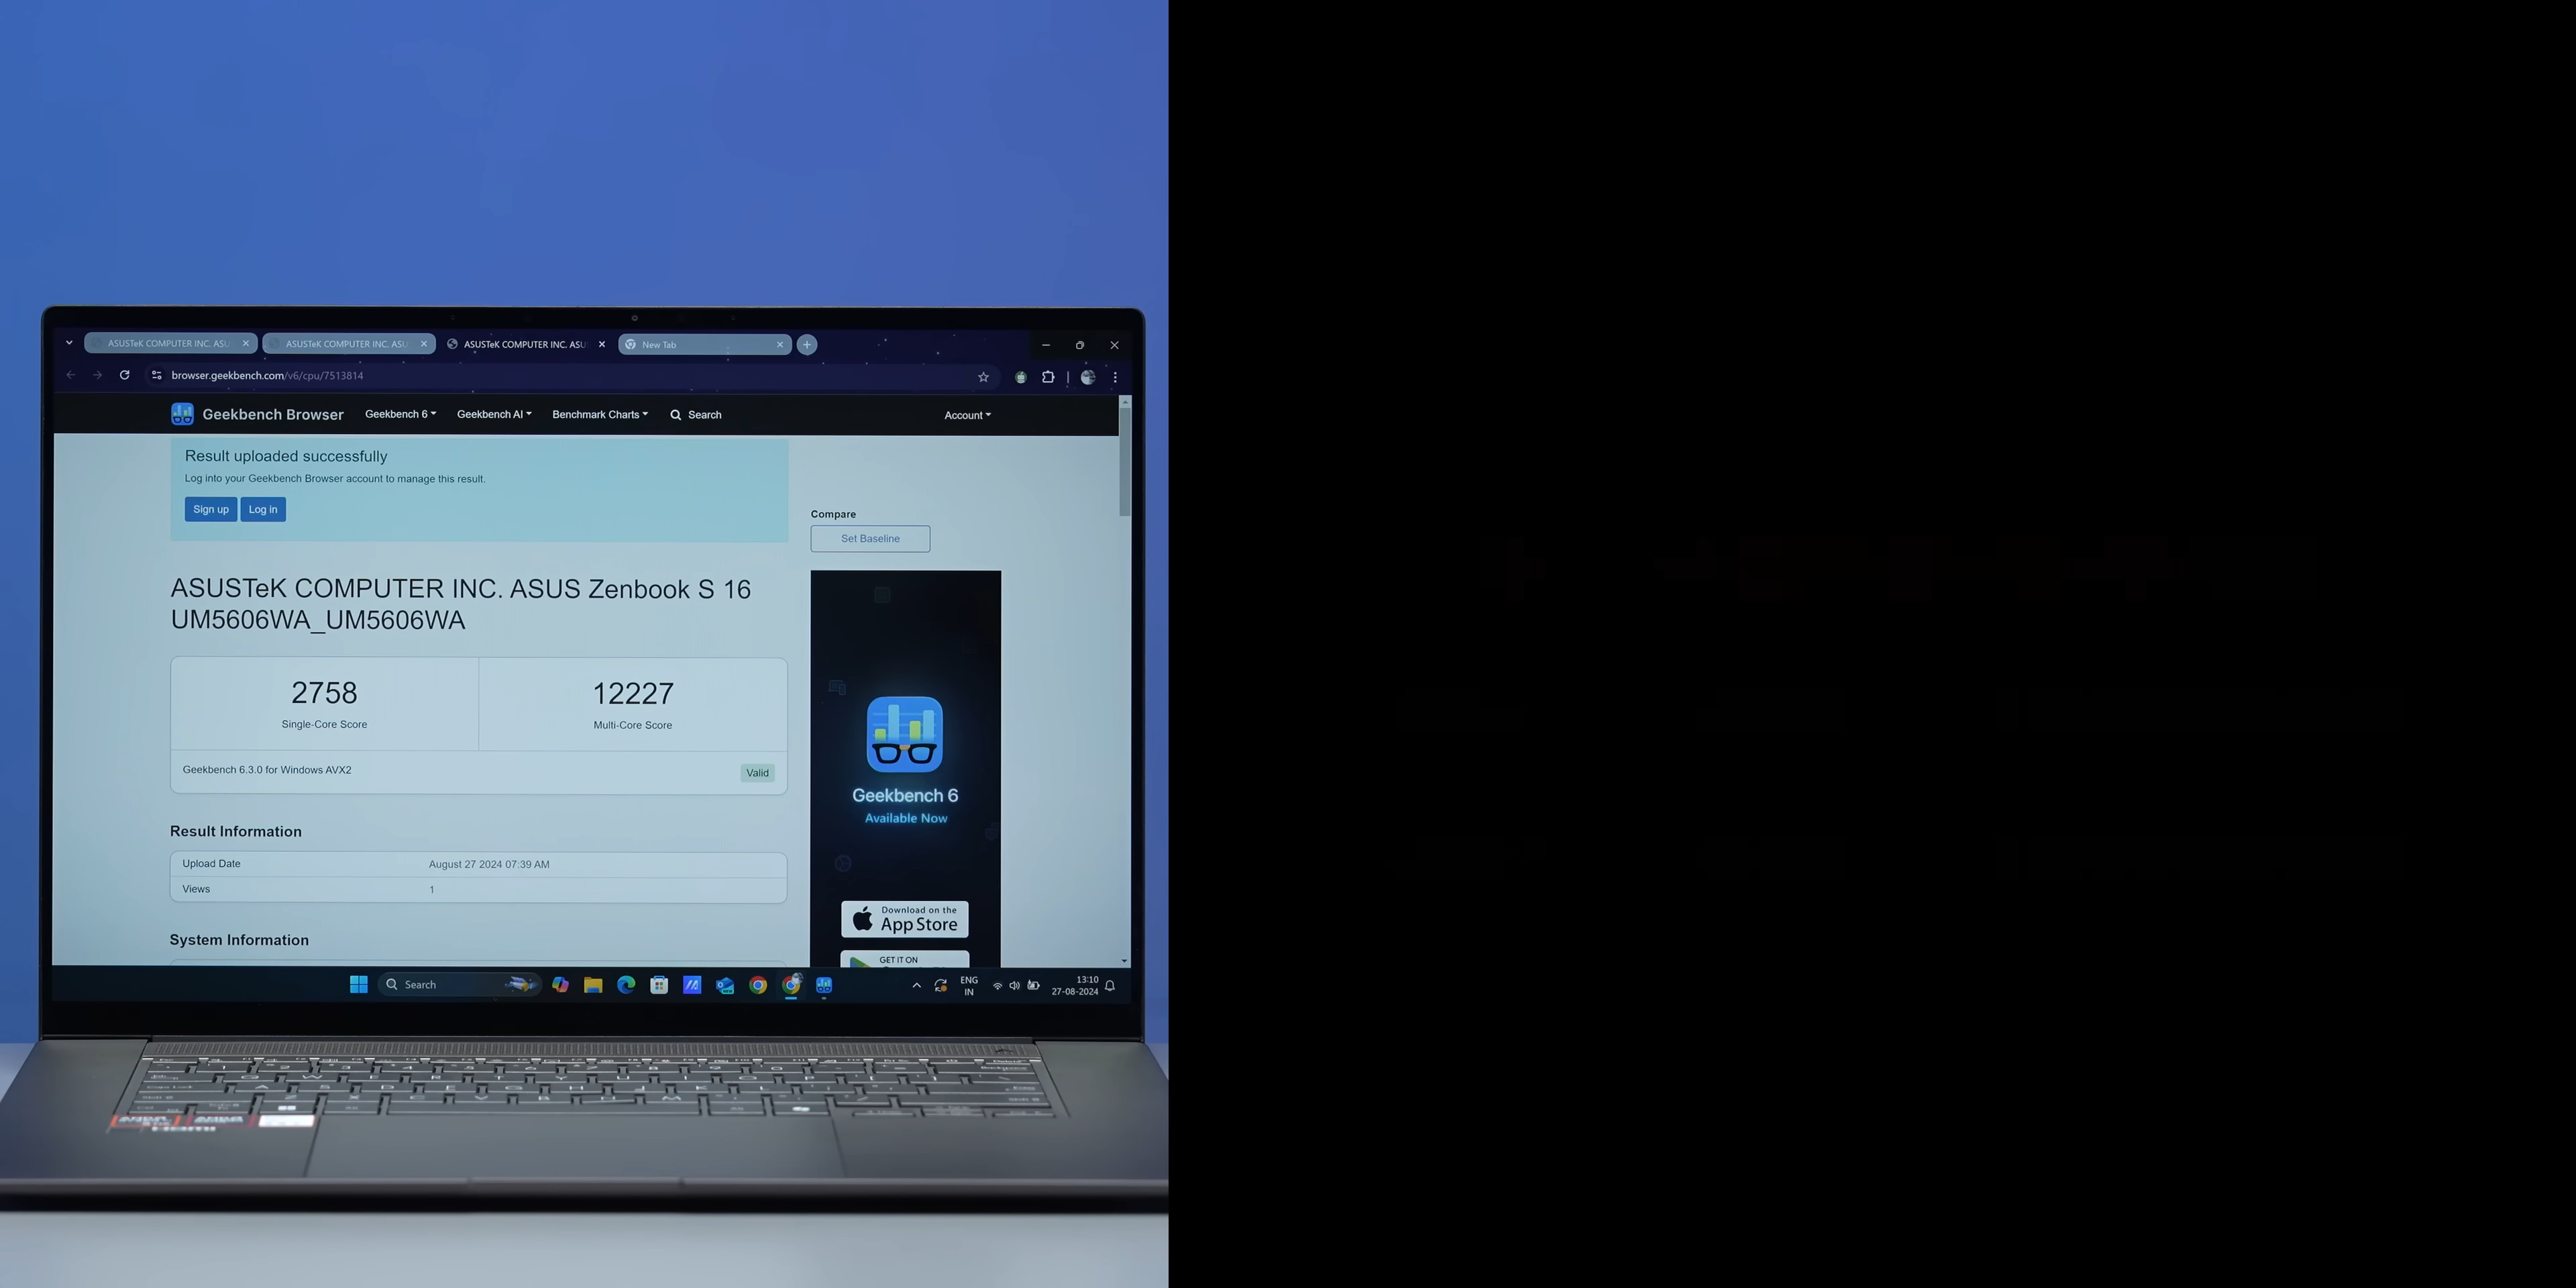 ASUSTeK COMPUTER INC. ASU ASUSTeK COMPUTER INC. ASU ASUSTeK COMPUTER INC. ASU New Tab
browser.geekbench.com/v6/cpu/7513814
Geekbench Browser Geekbench 6 Geekbench AI Benchmark Charts Search Account
Result uploaded successfully
Log into your Geekbench Browser account to manage this result.
Sign up Log in
Compare
Set Baseline
ASUSTeK COMPUTER INC. ASUS Zenbook S 16
UM5606WA_UM5606WA
2758 12227
Single-Core Score Multi-Core Score
Geekbench 6.3.0 for Windows AVX2 Valid
Geekbench 6
Available Now
Result Information
Upload Date August 27 2024 07:39 AM
Views 1
Download on the
App Store
System Information
GET IT ON
Search
ENG
IN
13:10
27-08-2024